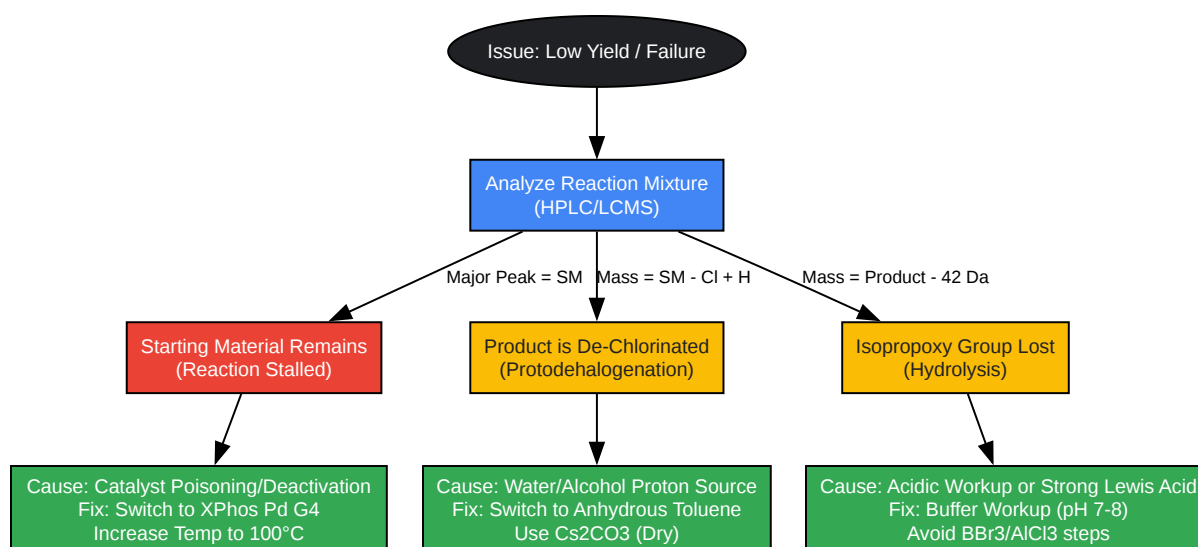 Issue: Low Yield / Failure
Analyze Reaction Mixture
(HPLC/LCMS)
Major Peak = SM
Mass = SM - Cl + H
Mass = Product - 42 Da
Starting Material Remains
(Reaction Stalled)
Product is De-Chlorinated
(Protodehalogenation)
Isopropoxy Group Lost
(Hydrolysis)
Cause: Catalyst Poisoning/Deactivation
Fix: Switch to XPhos Pd G4
Increase Temp to 100°C
Cause: Water/Alcohol Proton Source
Fix: Switch to Anhydrous Toluene
Use Cs2CO3 (Dry)
Cause: Acidic Workup or Strong Lewis Acid
Fix: Buffer Workup (pH 7-8)
Avoid BBr3/AlCl3 steps